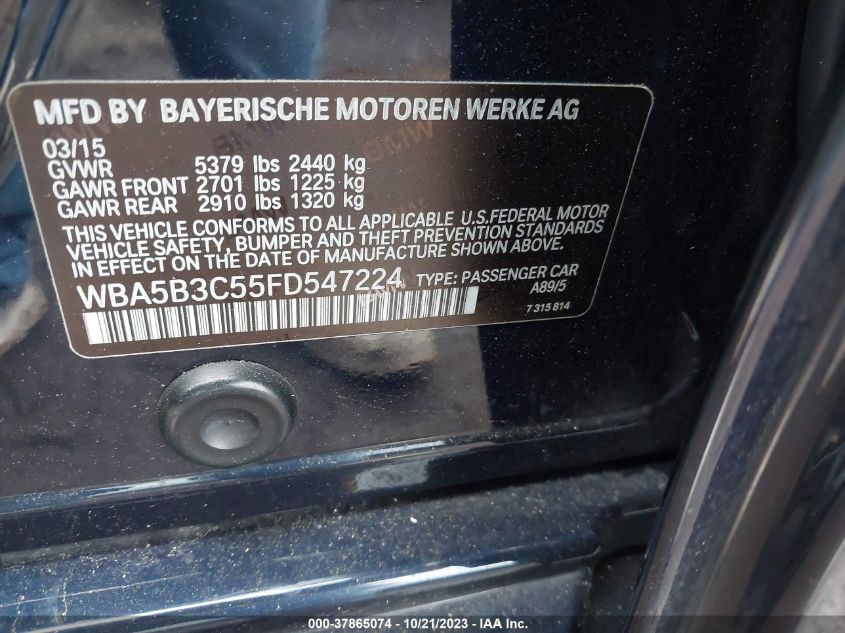 MFD BY BAYERISCHE MOTOREN WERKE AG
03/15
GVWR 5379 lbs 2440 kg
GAWR FRONT 2701 lbs 1225 kg
GAWR REAR 2910 lbs 1320 kg
THIS VEHICLE CONFORMS TO ALL APPLICABLE U.S.FEDERAL MOTOR
VEHICLE SAFETY, BUMPER AND THEFT PREVENTION STANDARDS
IN EFFECT ON THE DATE OF MANUFACTURE SHOWN ABOVE.
WBA5B3C55FD547224 TYPE: PASSENGER CAR
A89/5
7 315 814
000-37865074 - 10/21/2023 - IAA Inc.